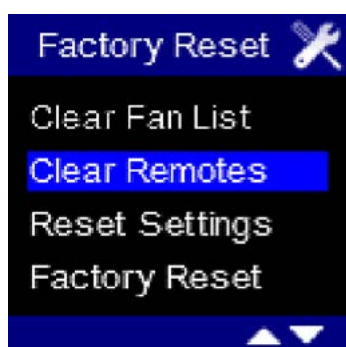 Factory Reset
Clear Fan List
Clear Remotes
Reset Settings
Factory Reset